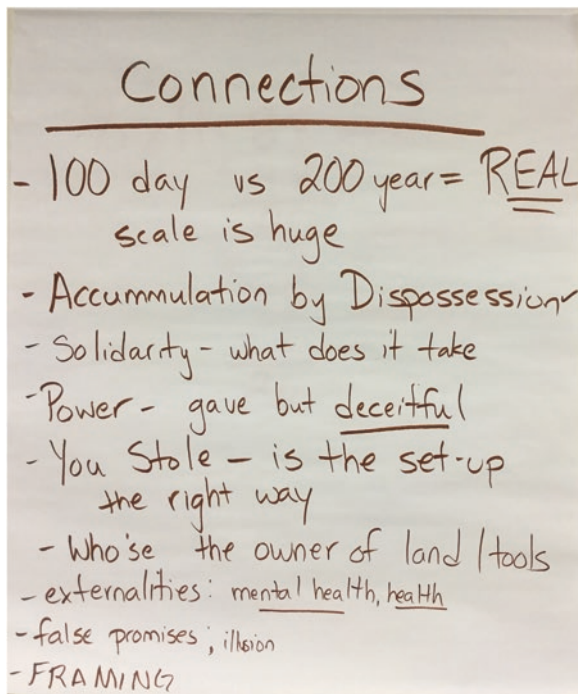 Connections
- 100 day vs 200 year = REAL
scale is huge
- Accummulation by Dispossession
- Solidarity - what does it take
- Power - gave but deceitful
- You Stole - is the set-up
the right way
- Who'se the owner of land / tools
- externalities: mental health, health
- false promises; illusion
- FRAMING